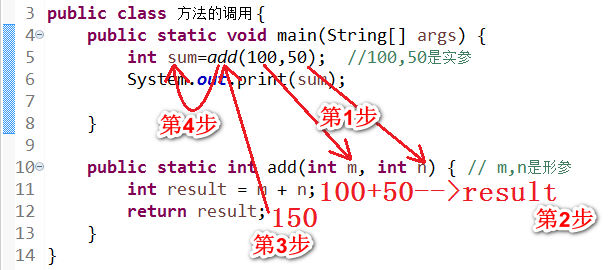 3 public class 方法的调用{
4 public static void main(String[] args) {
5 int sum=add(100,50); //100,50是实参
6 System.out.print(sum);
7
第4步 第1步
8 }
9
10 public static int add(int m, int n) { // m,n是形参
11 int result = m + n; 100+50-->result
12 return result; 150 第2步
13 } 第3步
14 }